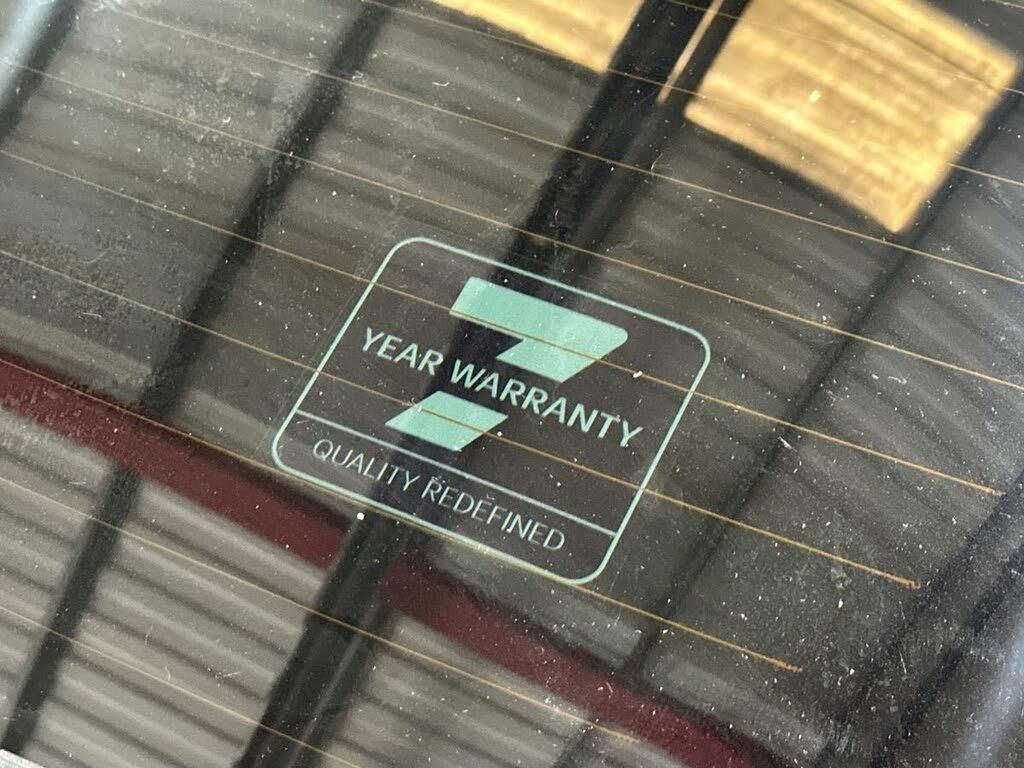 7
YEAR WARRANTY
QUALITY REDEFINED